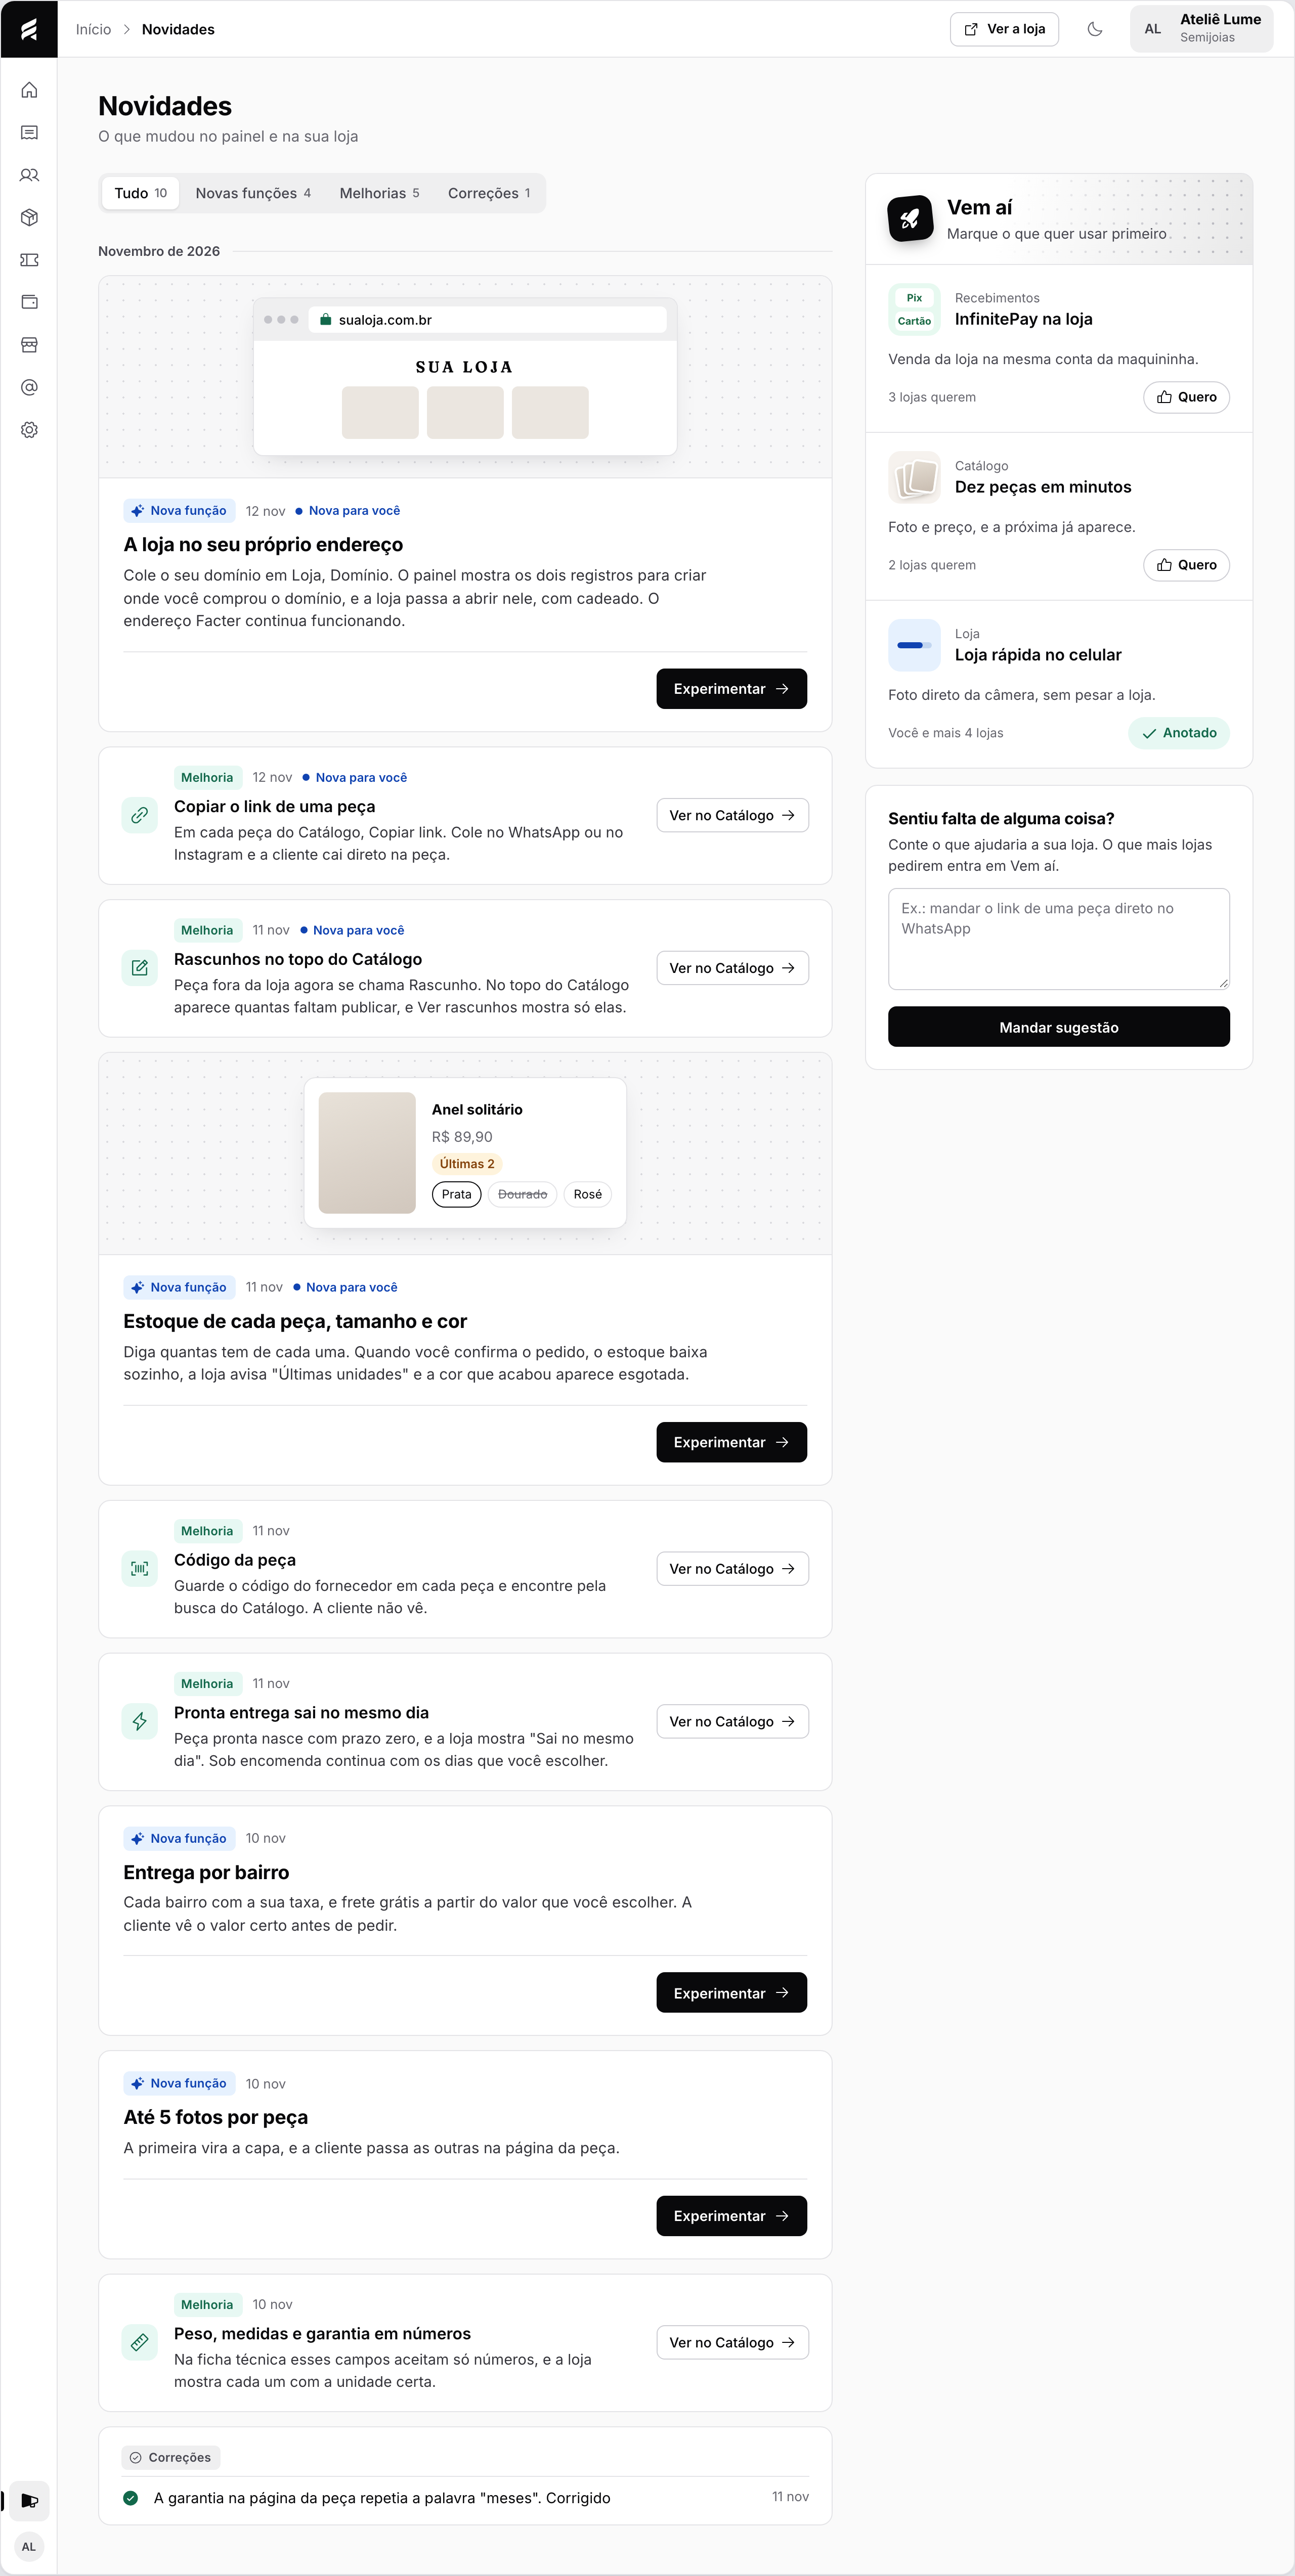 Início
Novidades
Ver a loja
AL
Ateliê Lume
Semijoias
Novidades
O que mudou no painel e na sua loja
Tudo 10
Novas funções 4
Melhorias 5
Correções 1
Novembro de 2026
sualoja.com.br
SUA LOJA
Nova função
12 nov
Nova para você
A loja no seu próprio endereço
Cole o seu domínio em Loja, Domínio. O painel mostra os dois registros para criar
onde você comprou o domínio, e a loja passa a abrir nele, com cadeado. O
endereço Facter continua funcionando.
Experimentar
Melhoria
12 nov
Nova para você
Copiar o link de uma peça
Em cada peça do Catálogo, Copiar link. Cole no WhatsApp ou no
Instagram e a cliente cai direto na peça.
Ver no Catálogo
Melhoria
11 nov
Nova para você
Rascunhos no topo do Catálogo
Peça fora da loja agora se chama Rascunho. No topo do Catálogo
aparece quantas faltam publicar, e Ver rascunhos mostra só elas.
Ver no Catálogo
Anel solitário
R$ 89,90
Últimas 2
Prata
Dourado
Rosé
Nova função
11 nov
Nova para você
Estoque de cada peça, tamanho e cor
Diga quantas tem de cada uma. Quando você confirma o pedido, o estoque baixa
sozinho, a loja avisa "Últimas unidades" e a cor que acabou aparece esgotada.
Experimentar
Melhoria
11 nov
Código da peça
Guarde o código do fornecedor em cada peça e encontre pela
busca do Catálogo. A cliente não vê.
Ver no Catálogo
Melhoria
11 nov
Pronta entrega sai no mesmo dia
Peça pronta nasce com prazo zero, e a loja mostra "Sai no mesmo
dia". Sob encomenda continua com os dias que você escolher.
Ver no Catálogo
Nova função
10 nov
Entrega por bairro
Cada bairro com a sua taxa, e frete grátis a partir do valor que você escolher. A
cliente vê o valor certo antes de pedir.
Experimentar
Nova função
10 nov
Até 5 fotos por peça
A primeira vira a capa, e a cliente passa as outras na página da peça.
Experimentar
Melhoria
10 nov
Peso, medidas e garantia em números
Na ficha técnica esses campos aceitam só números, e a loja
mostra cada um com a unidade certa.
Ver no Catálogo
Correções
A garantia na página da peça repetia a palavra "meses". Corrigido
11 nov
Vem aí
Marque o que quer usar primeiro
Pix
Cartão
Recebimentos
InfinitePay na loja
Venda da loja na mesma conta da maquininha.
3 lojas querem
Quero
Catálogo
Dez peças em minutos
Foto e preço, e a próxima já aparece.
2 lojas querem
Quero
Loja
Loja rápida no celular
Foto direto da câmera, sem pesar a loja.
Você e mais 4 lojas
Anotado
Sentiu falta de alguma coisa?
Conte o que ajudaria a sua loja. O que mais lojas
pedirem entra em Vem aí.
Ex.: mandar o link de uma peça direto no
WhatsApp
Mandar sugestão
AL